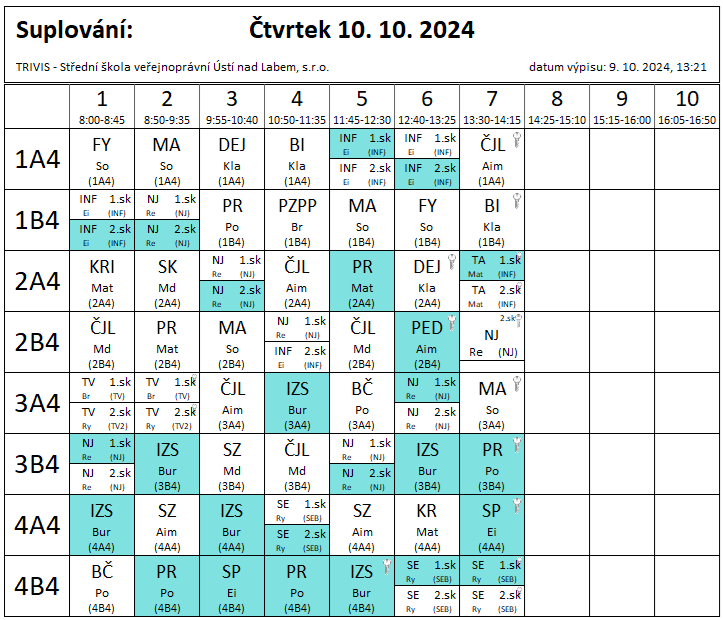 Suplování: Čtvrtek 10. 10. 2024
TRIVIS - Střední škola veřejnoprávní Ústí nad Labem, s.r.o. datum výpisu: 9. 10. 2024, 13:21
1 2 3 4 5 6 7 8 9 10
8:00-8:45 8:50-9:35 9:55-10:40 10:50-11:35 11:45-12:30 12:40-13:25 13:30-14:15 14:25-15:10 15:15-16:00 16:05-16:50
1A4
FY MA DEJ BI INF 1.sk INF 1.sk ČJL
So So Kla Kla Ei (INF) Ei (INF) Aim
(1A4) (1A4) (1A4) (1A4) INF 2.sk INF 2.sk (1A4)
Ei (INF) Ei (INF)
1B4
INF 1.sk NJ 1.sk PR PZPP MA FY BI
Ei (INF) Re (NJ) Po Br So So Kla
INF 2.sk NJ 2.sk (1B4) (1B4) (1B4) (1B4) (1B4)
Ei (INF) Re (NJ)
2A4
KRI SK NJ 1.sk ČJL PR DEJ TA 1.sk
Mat Md Re (NJ) Aim Mat Kla Mat (INF)
(2A4) (2A4) NJ 2.sk (2A4) (2A4) (2A4) TA 2.sk
Re (NJ) Mat (INF)
2B4
ČJL PR MA NJ 1.sk ČJL PED 2.sk
Md Mat So Re (NJ) Md Aim NJ
(2B4) (2B4) (2B4) INF 2.sk (2B4) (2B4) Re (NJ)
Ei (INF)
3A4
TV 1.sk TV 1.sk ČJL IZS BČ NJ 1.sk MA
Br (TV) Br (TV) Aim Bur Po Re (NJ) So
TV 2.sk TV 2.sk (3A4) (3A4) (3A4) NJ 2.sk (3A4)
Ry (TV2) Ry (TV2) Re (NJ)
3B4
NJ 1.sk IZS SZ ČJL NJ 1.sk IZS PR
Re (NJ) Bur Md Md Re (NJ) Bur Po
NJ 2.sk (3B4) (3B4) (3B4) NJ 2.sk (3B4) (3B4)
Re (NJ) Re (NJ)
4A4
IZS SZ IZS SE 1.sk SZ KR SP
Bur Aim Bur Ry (SEB) Aim Mat Ei
(4A4) (4A4) (4A4) SE 2.sk (4A4) (4A4) (4A4)
Ry (SEB)
4B4
BČ PR SP PR IZS SE 1.sk SE 1.sk
Po Po Ei Po Bur Ry (SEB) Ry (SEB)
(4B4) (4B4) (4B4) (4B4) (4B4) SE 2.sk SE 2.sk
Ry (SEB) Ry (SEB)